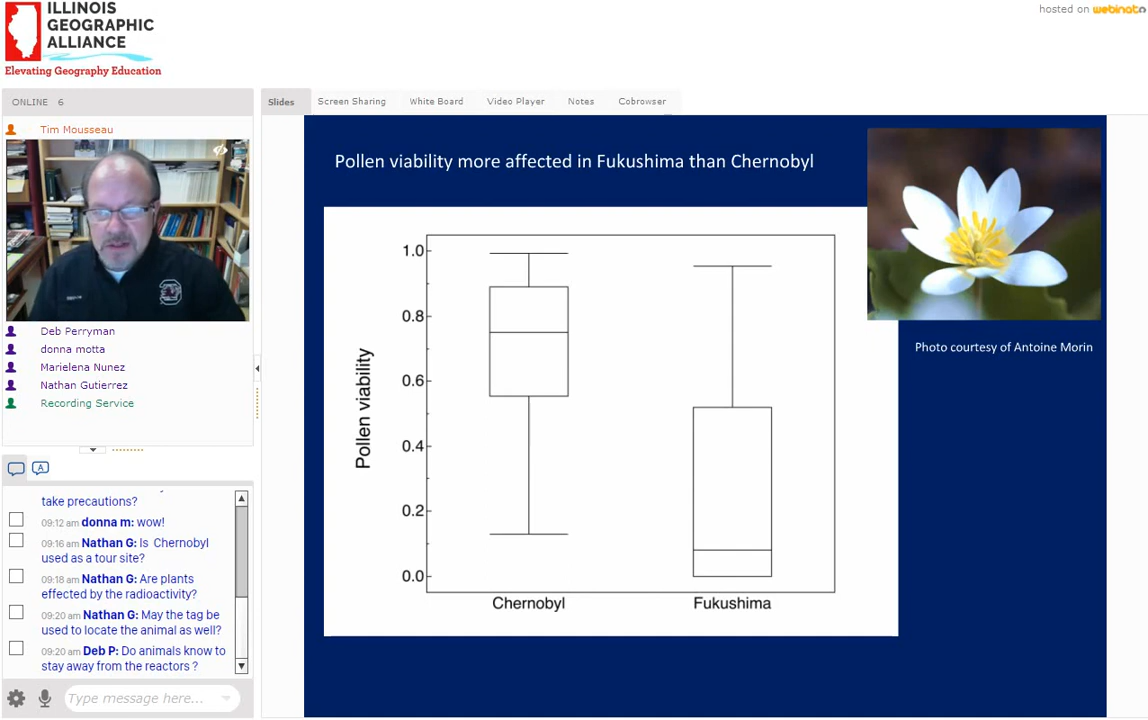 ILLINOIS
GEOGRAPHIC
ALLIANCE
Elevating Geography Education
hosted on webinato
ONLINE 6
Tim Mousseau
Deb Perryman
donna motta
Marielena Nunez
Nathan Gutierrez
Recording Service
A
take precautions?
09:12 am donna m: wow!
09:16 am Nathan G: Is Chernobyl
used as a tour site?
09:18 am Nathan G: Are plants
effected by the radioactivity?
09:20 am Nathan G: May the tag be
used to locate the animal as well?
09:20 am Deb P: Do animals know to
stay away from the reactors ?
Type message here...
Slides Screen Sharing White Board Video Player Notes Cobrowser
Pollen viability more affected in Fukushima than Chernobyl
Pollen viability
1.0
0.8
0.6
0.4
0.2
0.0
Chernobyl Fukushima
Photo courtesy of Antoine Morin